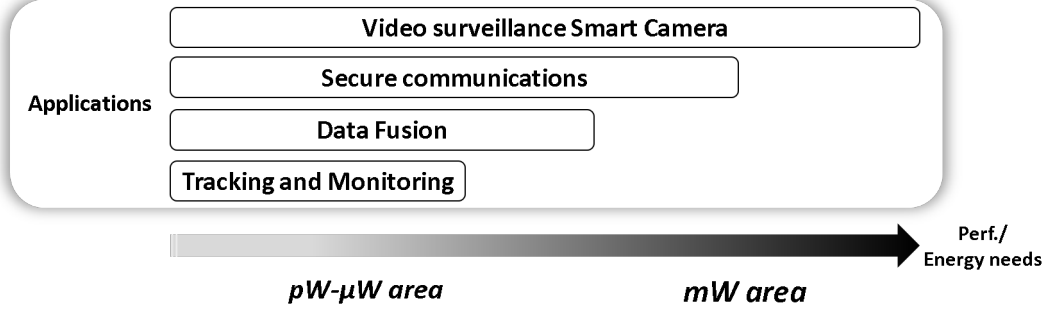 Video surveillance Smart Camera
Secure communications
Applications
Data Fusion
Tracking and Monitoring
Perf./
Energy needs
pW-μW area
mW area